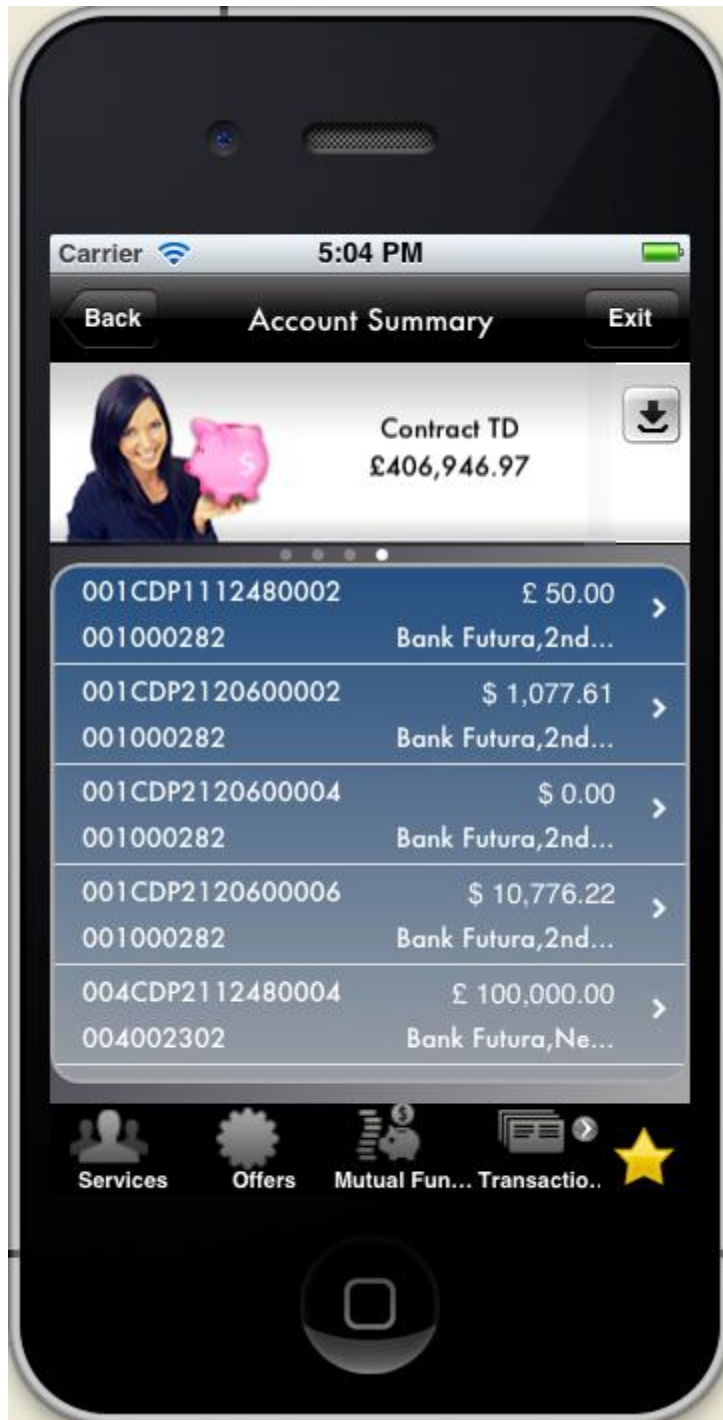 Carrier 5:04 PM
Back Account Summary Exit
Contract TD
£406,946.97
001CDP1112480002 £ 50.00
001000282 Bank Futura,2nd...
001CDP2120600002 $ 1,077.61
001000282 Bank Futura,2nd...
001CDP2120600004 $ 0.00
001000282 Bank Futura,2nd...
001CDP2120600006 $ 10,776.22
001000282 Bank Futura,2nd...
004CDP2112480004 £ 100,000.00
004002302 Bank Futura,Ne...
Services Offers Mutual Fun... Transactio..